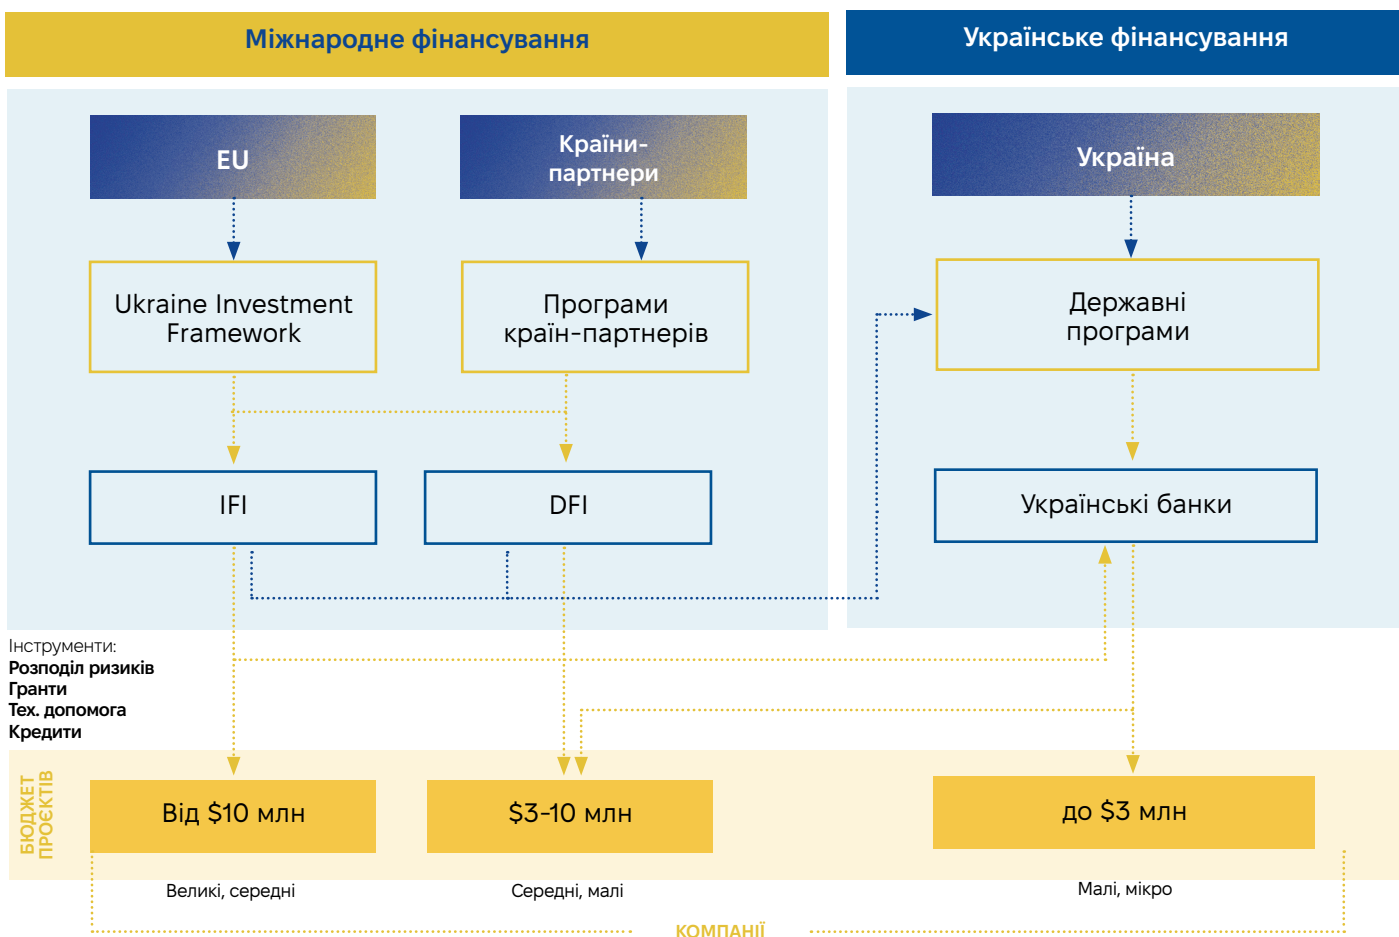 Міжнародне фінансування
Українське фінансування
EU
Країни-
партнери
Україна
Ukraine Investment
Framework
Програми
країн-партнерів
Державні
програми
IFI
DFI
Українські банки
Інструменти:
Розподіл ризиків
Гранти
Тех. допомога
Кредити
БЮДЖЕТ
ПРОЄКТІВ
Від $10 млн
$3-10 млн
до $3 млн
Великі, середні
Середні, малі
Малі, мікро
КОМПАНІЇ